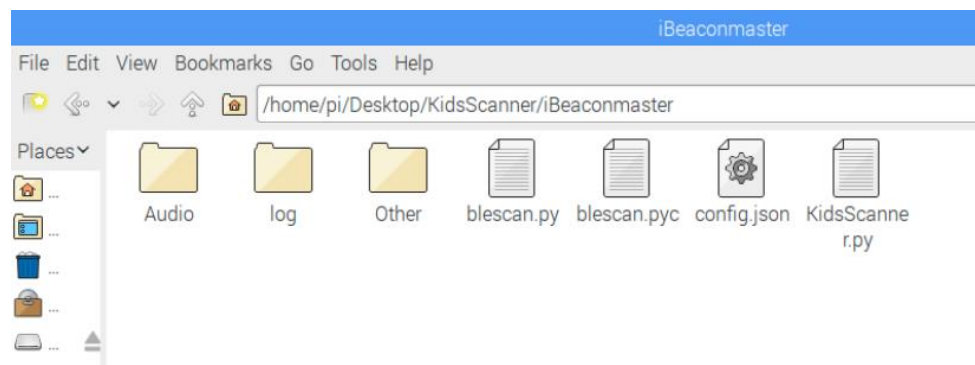 iBeaconmaster
File Edit View Bookmarks Go Tools Help
/home/pi/Desktop/KidsScanner/iBeaconmaster
Places
...
...
...
...
...
Audio log Other blescan.py blescan.pyc config.json KidsScanne
r.py